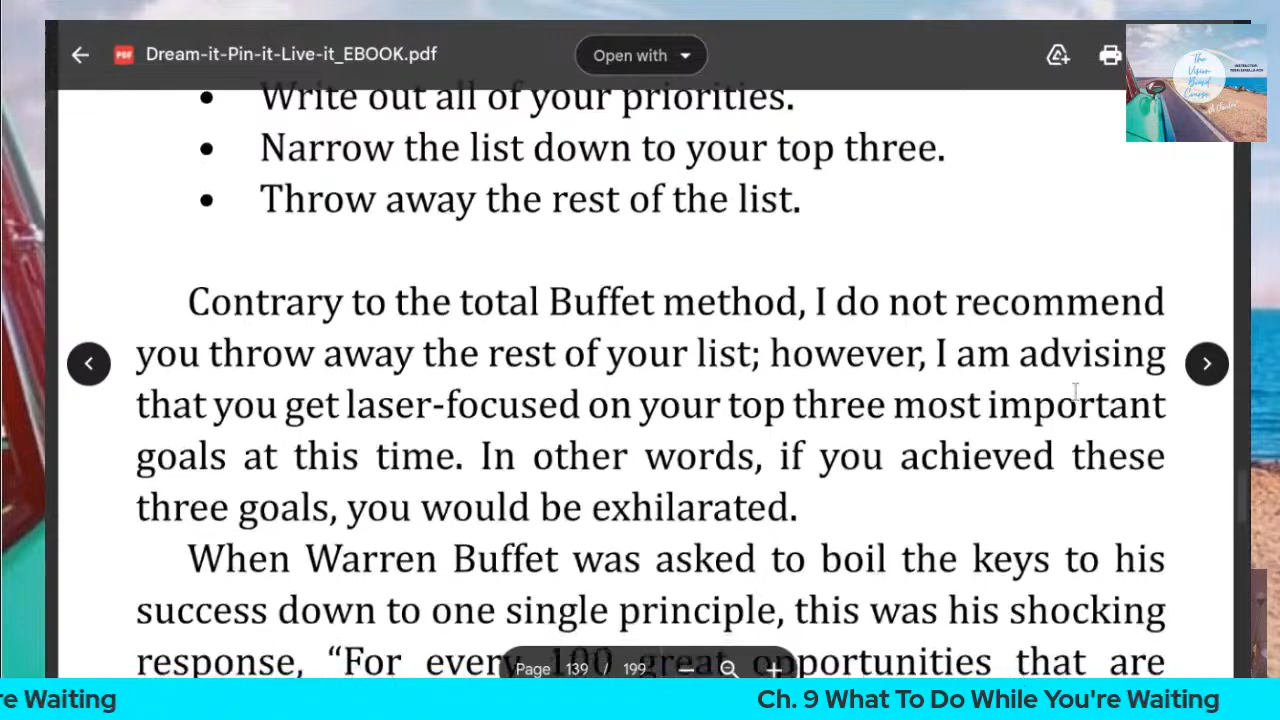 Dream-it-Pin-it-Live-it_EBOOK.pdf
Open with
The
Vision
Board
Course
Write out all of your priorities.
Narrow the list down to your top three.
Throw away the rest of the list.
Contrary to the total Buffet method, I do not recommend
you throw away the rest of your list; however, I am advising
that you get laser-focused on your top three most important
goals at this time. In other words, if you achieved these
three goals, you would be exhilarated.
When Warren Buffet was asked to boil the keys to his
success down to one single principle, this was his shocking
response, “For every 100 great opportunities that are
Page 139 / 199
re Waiting
Ch. 9 What To Do While You're Waiting